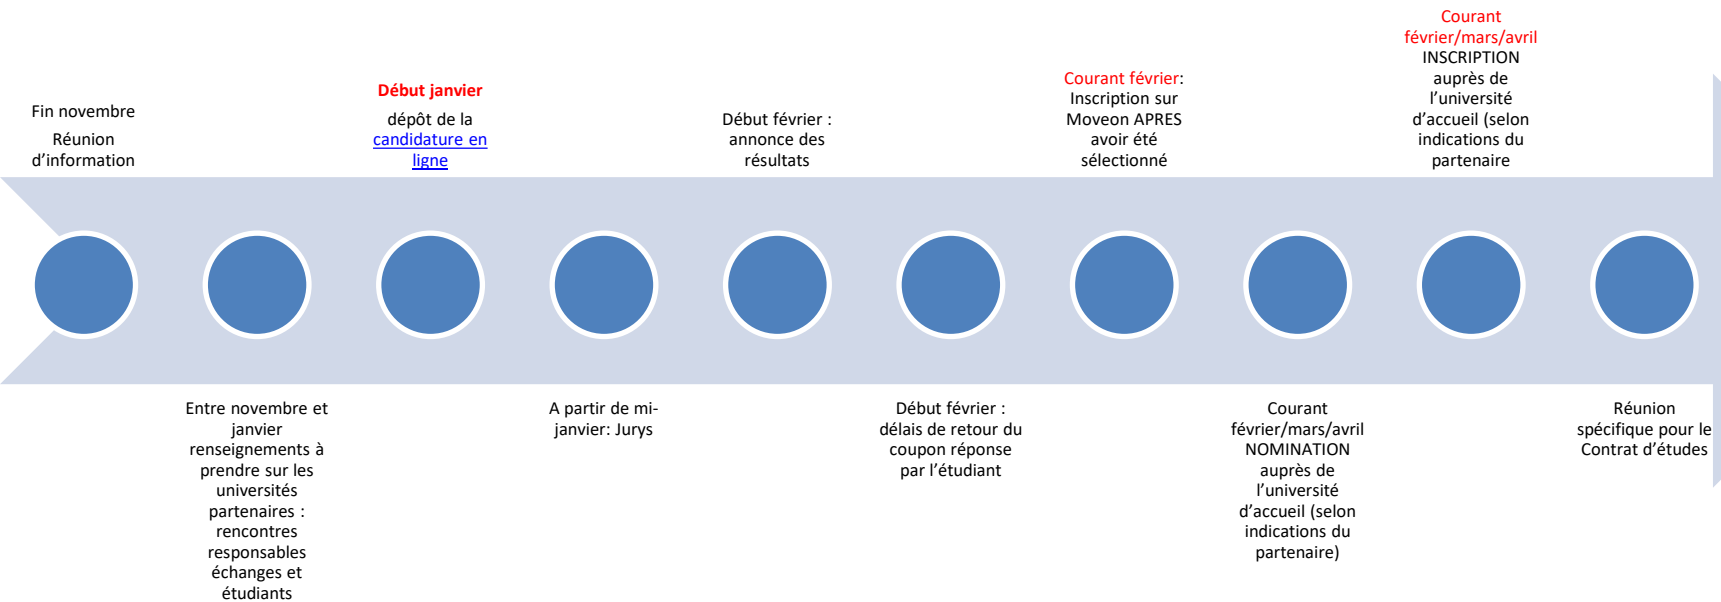 Fin novembre
Réunion
d’information
Entre novembre et
janvier
renseignements à
prendre sur les
universités
partenaires :
rencontres
responsables
échanges et
étudiants
Début janvier
dépôt de la
candidature en
ligne
A partir de mi-
janvier: Jurys
Début février :
annonce des
résultats
Début février :
délais de retour du
coupon réponse
par l’étudiant
Courant février:
Inscription sur
Moveon APRES
avoir été
sélectionné
Courant
février/mars/avril
NOMINATION
auprès de
l’université
d’accueil (selon
indications du
partenaire)
Courant
février/mars/avril
INSCRIPTION
auprès de
l’université
d’accueil (selon
indications du
partenaire
Réunion
spécifique pour le
Contrat d’études